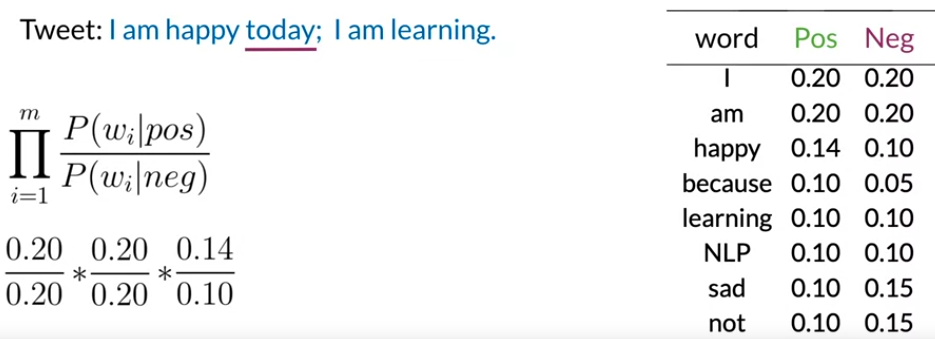 Tweet: I am happy today; I am learning.
m
∏ P(wᵢ|pos)
P(wᵢ|neg)
i=1
0.20 0.20 0.14
* *
0.20 0.20 0.10
word Pos Neg
I 0.20 0.20
am 0.20 0.20
happy 0.14 0.10
because 0.10 0.05
learning 0.10 0.10
NLP 0.10 0.10
sad 0.10 0.15
not 0.10 0.15